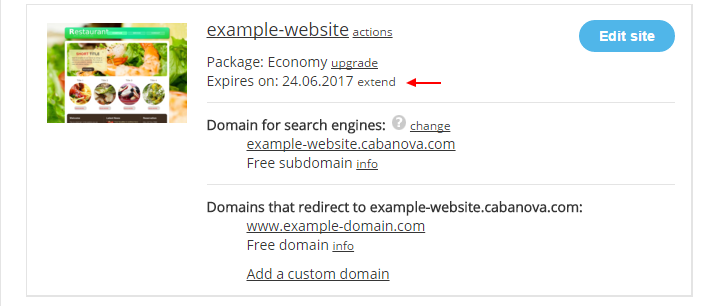 Restaurant
example-website actions
Edit site
Package: Economy upgrade
Expires on: 24.06.2017 extend
Domain for search engines: ? change
example-website.cabanova.com
Free subdomain info
Domains that redirect to example-website.cabanova.com:
www.example-domain.com
Free domain info
Add a custom domain